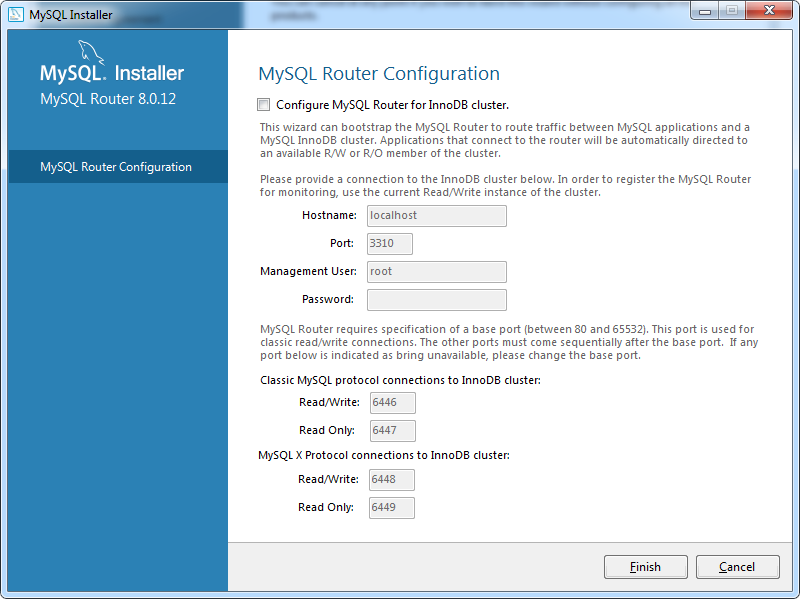 MySQL Installer
products.
MySQL. Installer
MySQL Router 8.0.12
MySQL Router Configuration
MySQL Router Configuration
Configure MySQL Router for InnoDB cluster.
This wizard can bootstrap the MySQL Router to route traffic between MySQL applications and a
MySQL InnoDB cluster. Applications that connect to the router will be automatically directed to
an available R/W or R/O member of the cluster.
Please provide a connection to the InnoDB cluster below. In order to register the MySQL Router
for monitoring, use the current Read/Write instance of the cluster.
Hostname: localhost
Port: 3310
Management User: root
Password:
MySQL Router requires specification of a base port (between 80 and 65532). This port is used for
classic read/write connections. The other ports must come sequentially after the base port. If any
port below is indicated as bring unavailable, please change the base port.
Classic MySQL protocol connections to InnoDB cluster:
Read/Write: 6446
Read Only: 6447
MySQL X Protocol connections to InnoDB cluster:
Read/Write: 6448
Read Only: 6449
Finish Cancel